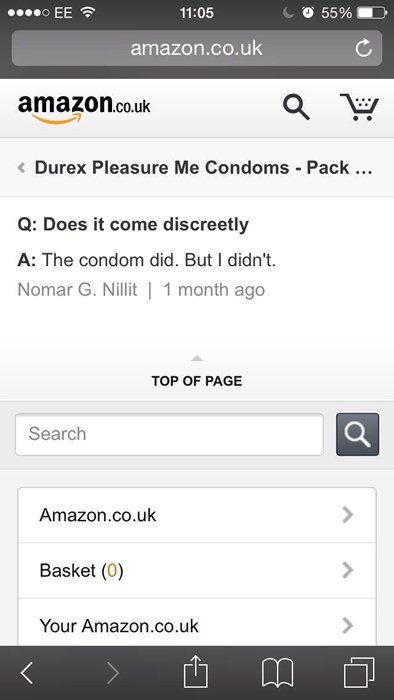 EE 11:05 55%
amazon.co.uk
amazon.co.uk
Durex Pleasure Me Condoms - Pack ...
Q: Does it come discreetly
A: The condom did. But I didn't.
Nomar G. Nillit | 1 month ago
TOP OF PAGE
Search
Amazon.co.uk
Basket (0)
Your Amazon.co.uk